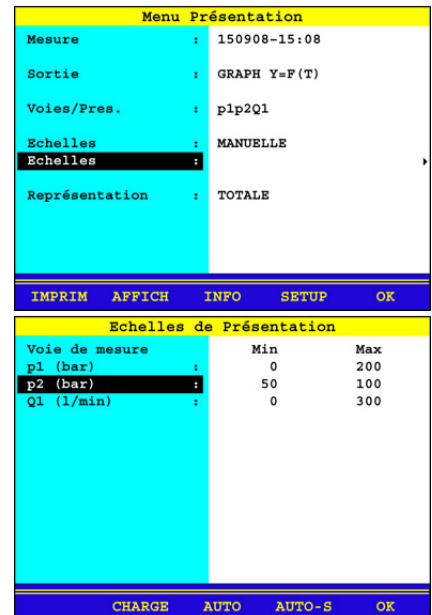 Menu Présentation
Mesure : 150908-15:08
Sortie : GRAPH Y=F(T)
Voies/Pres. : p1p2Q1
Echelles : MANUELLE
Echelles :
Représentation : TOTALE
IMPRIM AFFICH INFO SETUP OK
Echelles de Présentation
Voie de mesure Min Max
p1 (bar) : 0 200
p2 (bar) : 50 100
Q1 (l/min) : 0 300
CHARGE AUTO AUTO-S OK